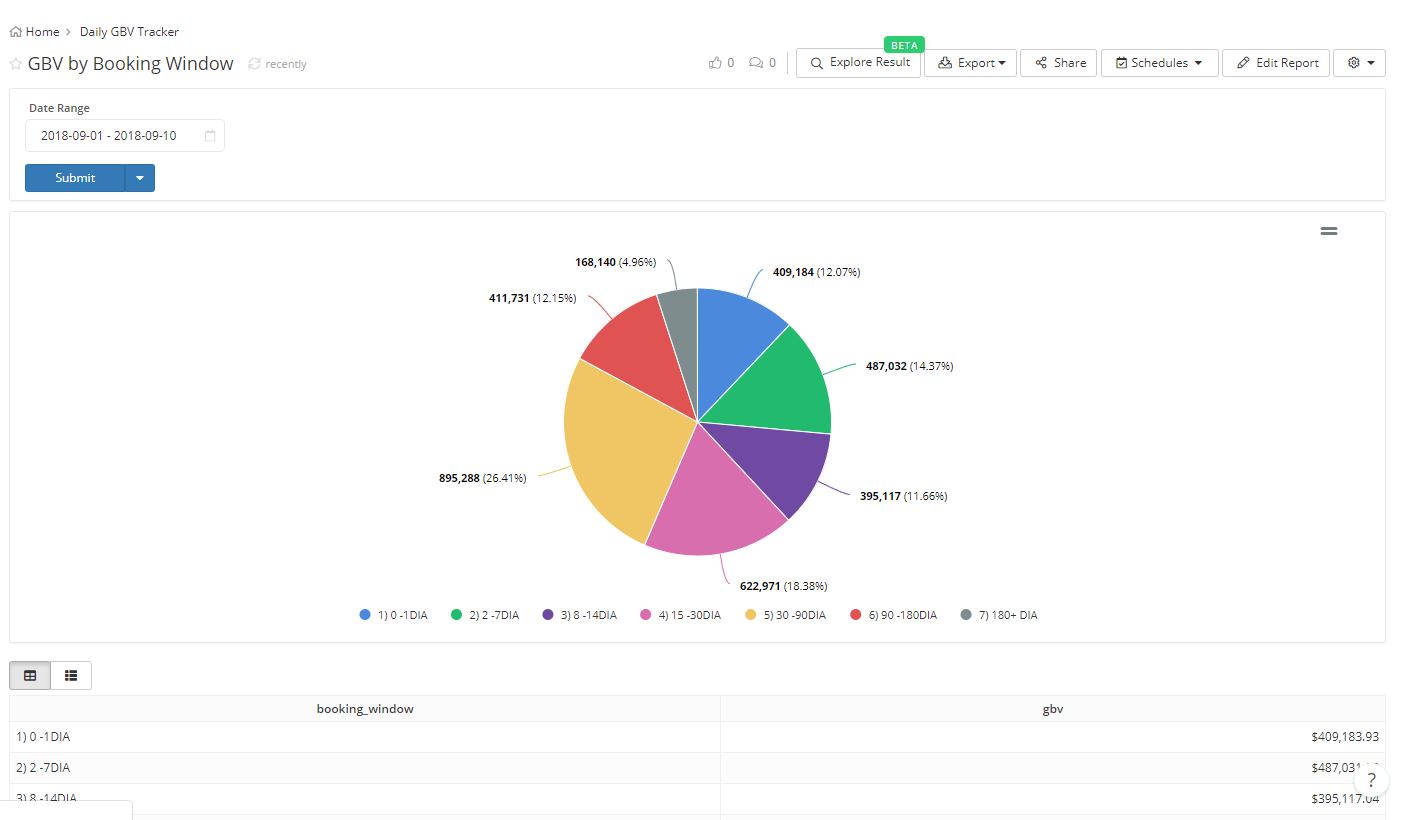 Home > Daily GBV Tracker
BETA
GBV by Booking Window recently 0 0 Explore Result Export Share Schedules Edit Report
Date Range
2018-09-01 - 2018-09-10
Submit
168,140 (4.96%)
409,184 (12.07%)
411,731 (12.15%)
487,032 (14.37%)
895,288 (26.41%)
395,117 (11.66%)
622,971 (18.38%)
1) 0 -1DIA 2) 2 -7DIA 3) 8 -14DIA 4) 15 -30DIA 5) 30 -90DIA 6) 90 -180DIA 7) 180+ DIA
booking_window gbv
1) 0 -1DIA $409,183.93
2) 2 -7DIA
?
3) 8 -14DIA $395,117.04